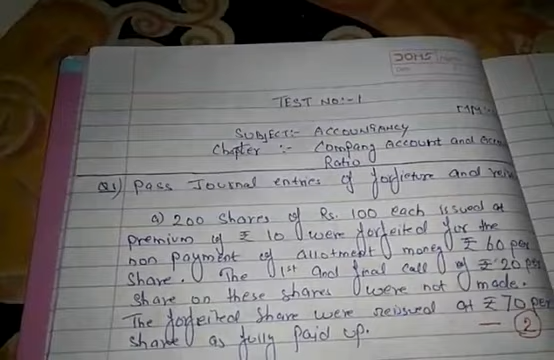 DOMS
Date
TEST NO:-1
MM:-
SUBJECT:- ACCOUNTANCY
Chapter :- Company Account and
Ratio
Q1) Pass Journal entries of forfieture and
a) 200 shares of Rs. 100 each issued at
premium of ₹ 10 were forfeited for the
non payment of allotment money ₹ 60 per
share. The 1st and final call of ₹ 20 per
share on these shares were not made.
The forfeited share were reissued at ₹70 per
share as fully paid up. — 2